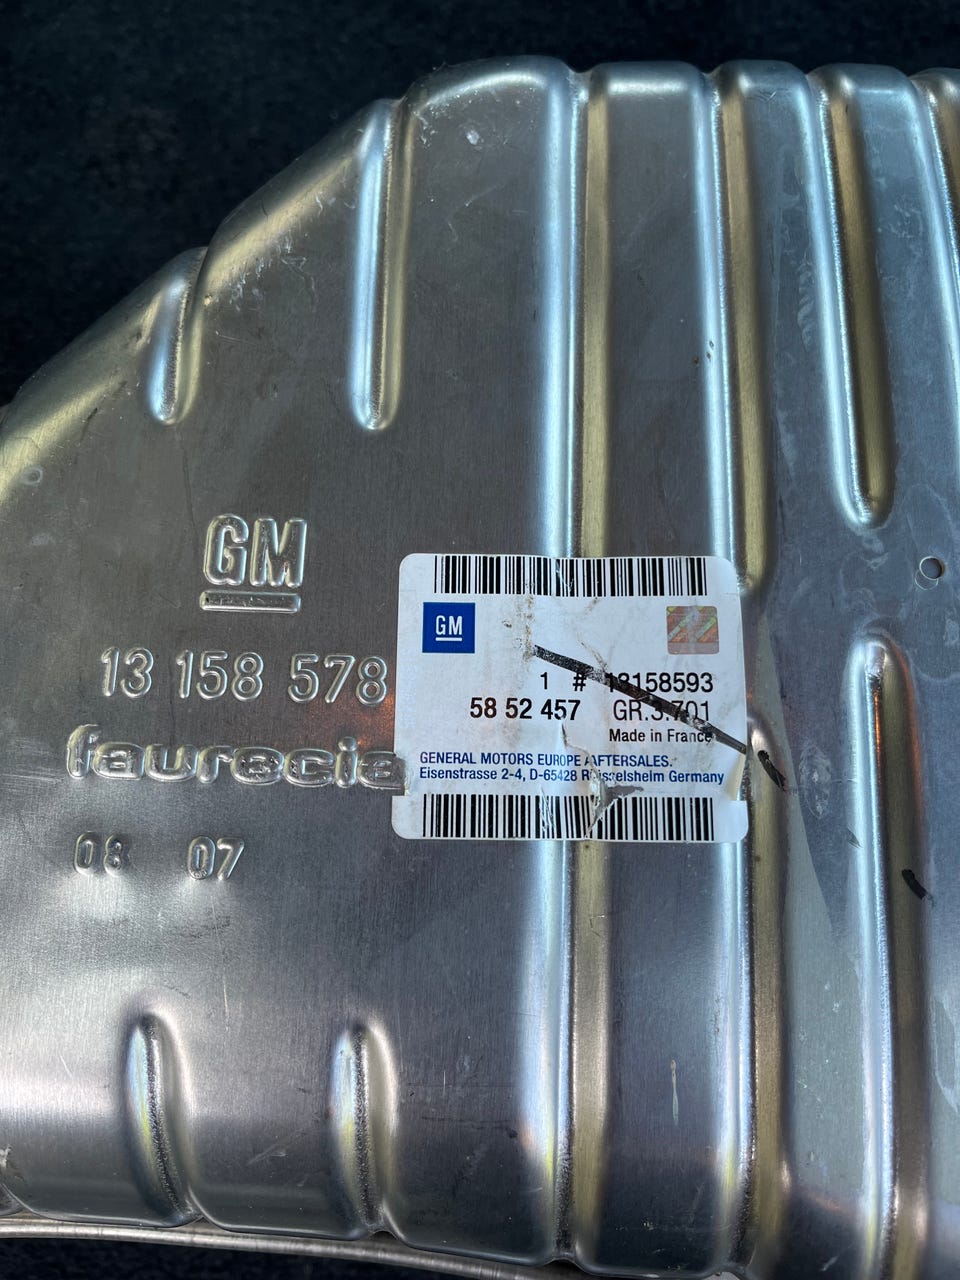 GM
13 158 578
faurecia
08 07
GM
1 # 13158593
58 52 457 GR.3.701
Made in France
GENERAL MOTORS EUROPE AFTERSALES.
Eisenstrasse 2-4, D-65428 Rüsselsheim Germany